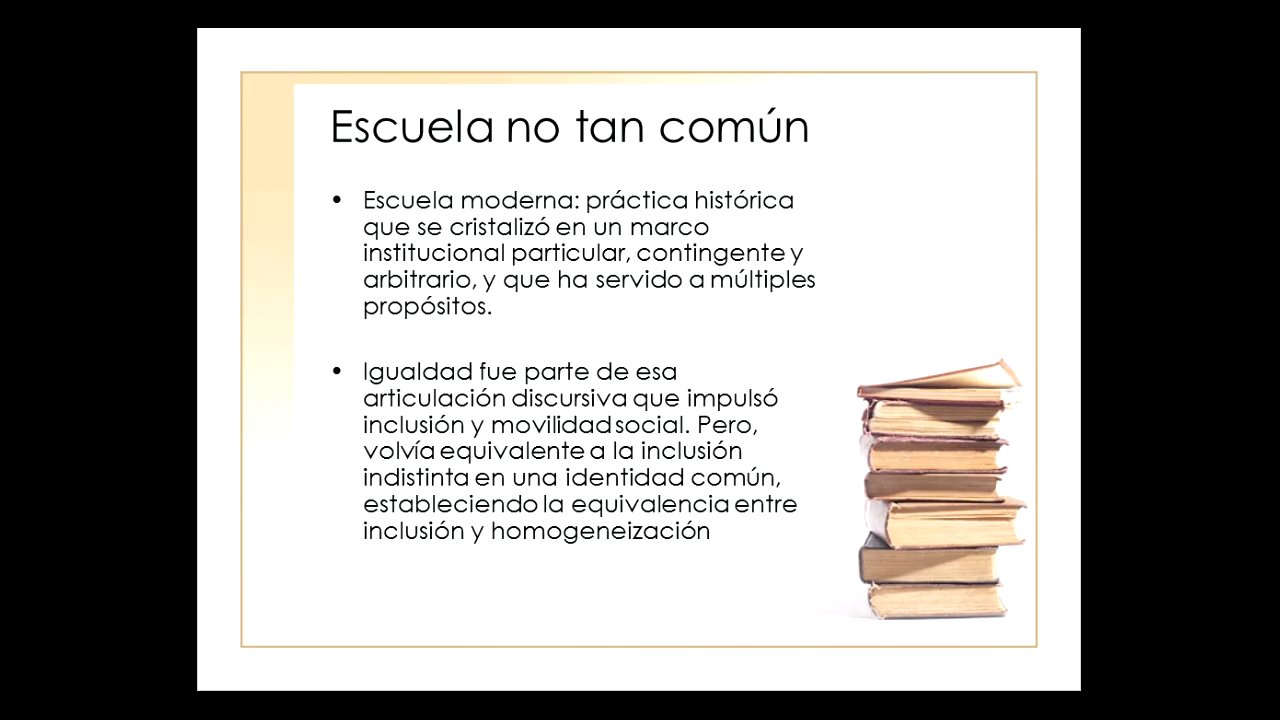 Escuela no tan común
• Escuela moderna: práctica histórica
que se cristalizó en un marco
institucional particular, contingente y
arbitrario, y que ha servido a múltiples
propósitos.
• Igualdad fue parte de esa
articulación discursiva que impulsó
inclusión y movilidad social. Pero,
volvía equivalente a la inclusión
indistinta en una identidad común,
estableciendo la equivalencia entre
inclusión y homogeneización